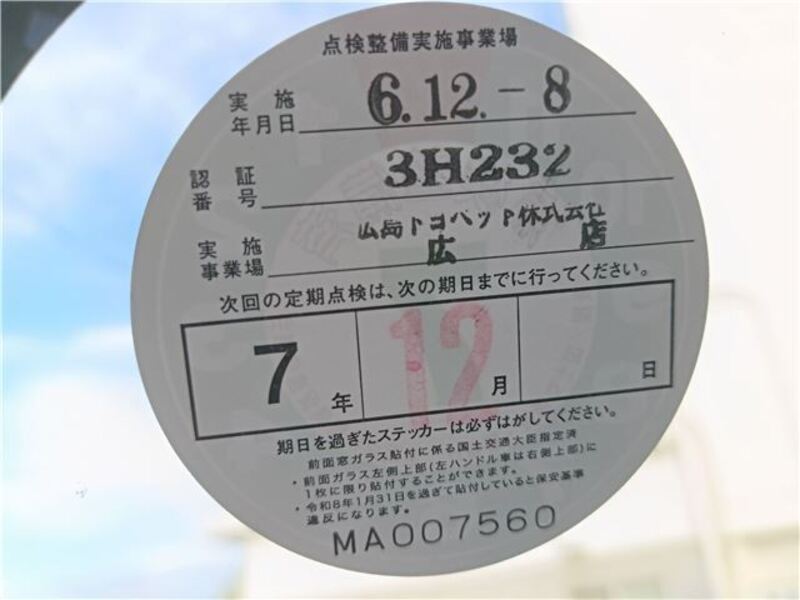 点検整備実施事業場
実施年月日 6.12.-8
認証番号 3H232
実施事業場 広島トヨペット株式会社
広店
次回の定期点検は、次の期日までに行ってください。
7年 12月 日
期日を過ぎたステッカーは必ずはがしてください。
前面窓ガラス貼付に係る国土交通大臣指定済
・前面ガラス左側上部(左ハンドル車は右側上部)に
1枚に限り貼付することができます。
・令和8年1月31日を過ぎて貼付していると保安基準
違反になります。
MA007560